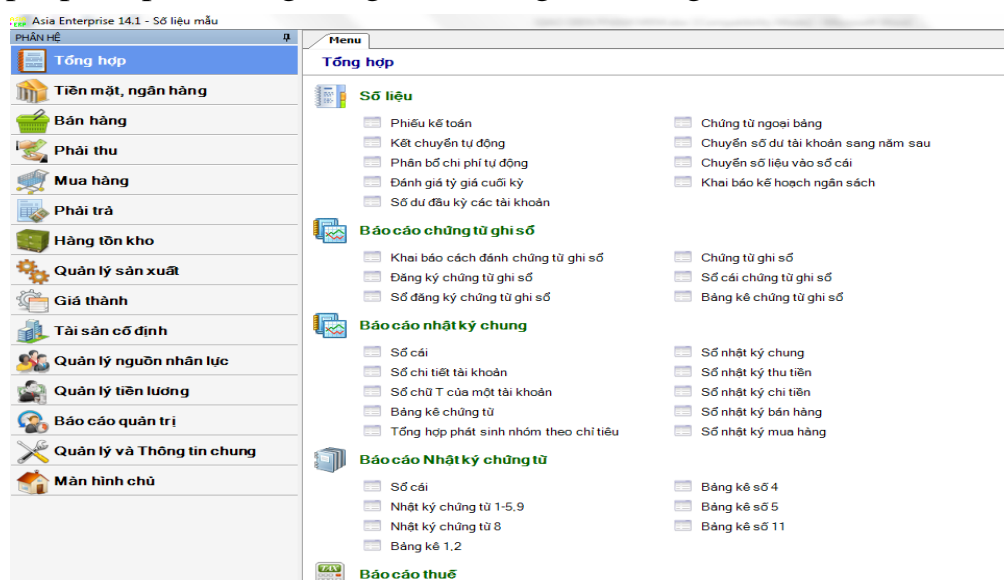 Asia Enterprise 14.1 - Số liệu mẫu
PHÂN HỆ
Tổng hợp
Tiền mặt, ngân hàng
Bán hàng
Phải thu
Mua hàng
Phải trả
Hàng tồn kho
Quản lý sản xuất
Giá thành
Tài sản cố định
Quản lý nguồn nhân lực
Quản lý tiền lương
Báo cáo quản trị
Quản lý và Thông tin chung
Màn hình chủ
Menu
Tổng hợp
Số liệu
Phiếu kế toán
Chứng từ ngoại bảng
Kết chuyển tự động
Chuyển số dư tài khoản sang năm sau
Phân bổ chi phí tự động
Chuyển số liệu vào sổ cái
Đánh giá tỷ giá cuối kỳ
Khai báo kế hoạch ngân sách
Số dư đầu kỳ các tài khoản
Báo cáo chứng từ ghi sổ
Khai báo cách đánh chứng từ ghi sổ
Chứng từ ghi sổ
Đăng ký chứng từ ghi sổ
Sổ cái chứng từ ghi sổ
Sổ đăng ký chứng từ ghi sổ
Bảng kê chứng từ ghi sổ
Báo cáo nhật ký chung
Sổ cái
Sổ nhật ký chung
Sổ chi tiết tài khoản
Sổ nhật ký thu tiền
Sổ chữ T của một tài khoản
Sổ nhật ký chi tiền
Bảng kê chứng từ
Sổ nhật ký bán hàng
Tổng hợp phát sinh nhóm theo chỉ tiêu
Sổ nhật ký mua hàng
Báo cáo Nhật ký chứng từ
Sổ cái
Bảng kê số 4
Nhật ký chứng từ 1-5,9
Bảng kê số 5
Nhật ký chứng từ 8
Bảng kê số 11
Bảng kê 1,2
TAX
Báo cáo thuế